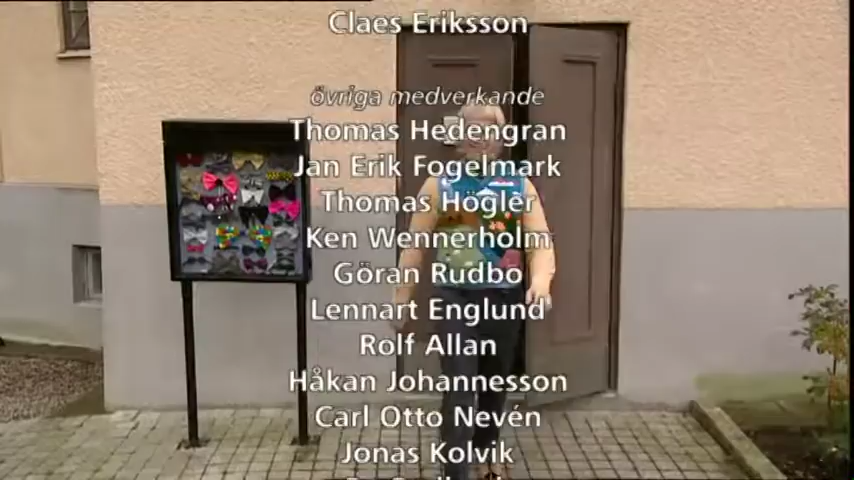 Claes Eriksson
övriga medverkande
Thomas Hedengran
Jan Erik Fogelmark
Thomas Högler
Ken Wennerholm
Göran Rudbo
Lennart Englund
Rolf Allan
Håkan Johannesson
Carl Otto Nevén
Jonas Kolvik